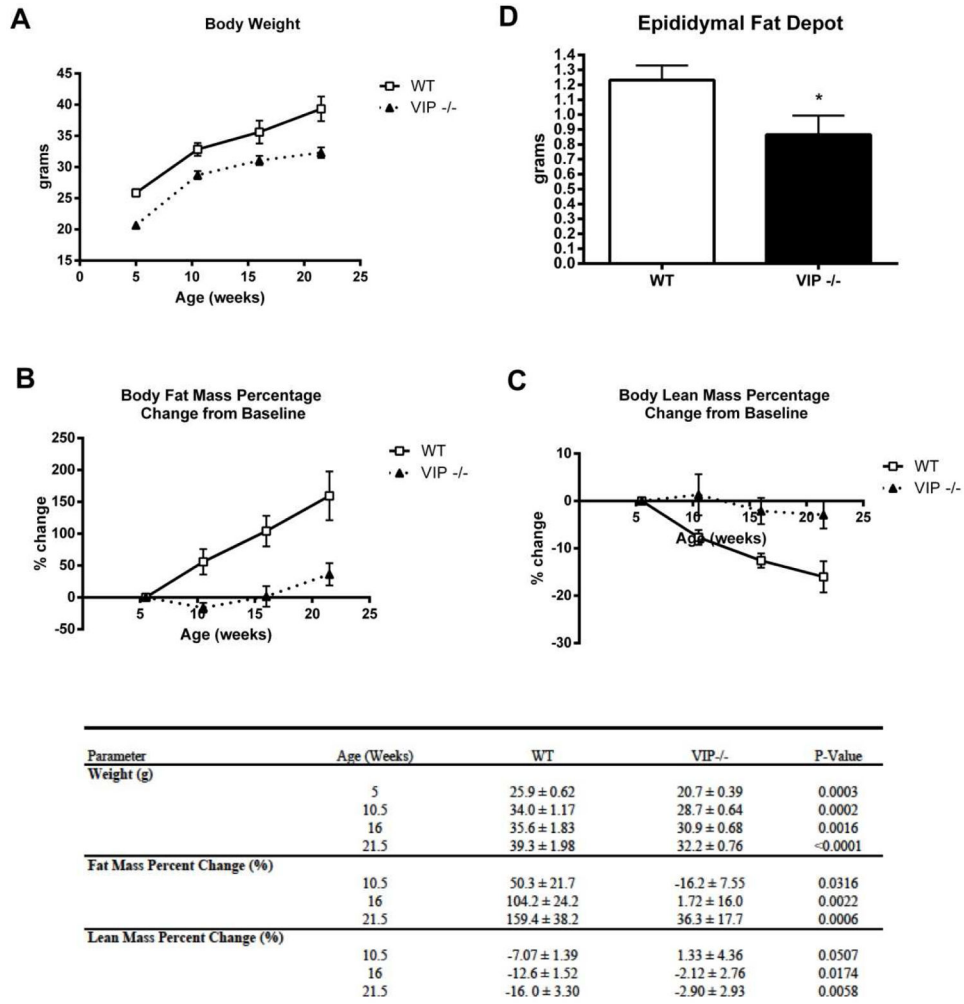 A
Body Weight
45
40
35
30
25
20
15
grams
0 5 10 15 20 25
Age (weeks)
WT
VIP -/-
D
Epididymal Fat Depot
1.4
1.3
1.2
1.1
1.0
0.9
0.8
0.7
0.6
0.5
0.4
0.3
0.2
0.1
0.0
grams
*
WT VIP -/-
B
Body Fat Mass Percentage
Change from Baseline
250
200
150
100
50
0
-50
% change
5 10 15 20 25
Age (weeks)
WT
VIP -/-
C
Body Lean Mass Percentage
Change from Baseline
10
0
-10
-20
-30
% change
5 10 15 20 25
Age (weeks)
WT
VIP -/-
Parameter Age (Weeks) WT VIP-/- P-Value
Weight (g)
5 25.9 ± 0.62 20.7 ± 0.39 0.0003
10.5 34.0 ± 1.17 28.7 ± 0.64 0.0002
16 35.6 ± 1.83 30.9 ± 0.68 0.0016
21.5 39.3 ± 1.98 32.2 ± 0.76 <0.0001
Fat Mass Percent Change (%)
10.5 50.3 ± 21.7 -16.2 ± 7.55 0.0316
16 104.2 ± 24.2 1.72 ± 16.0 0.0022
21.5 159.4 ± 38.2 36.3 ± 17.7 0.0006
Lean Mass Percent Change (%)
10.5 -7.07 ± 1.39 1.33 ± 4.36 0.0507
16 -12.6 ± 1.52 -2.12 ± 2.76 0.0174
21.5 -16. 0 ± 3.30 -2.90 ± 2.93 0.0058